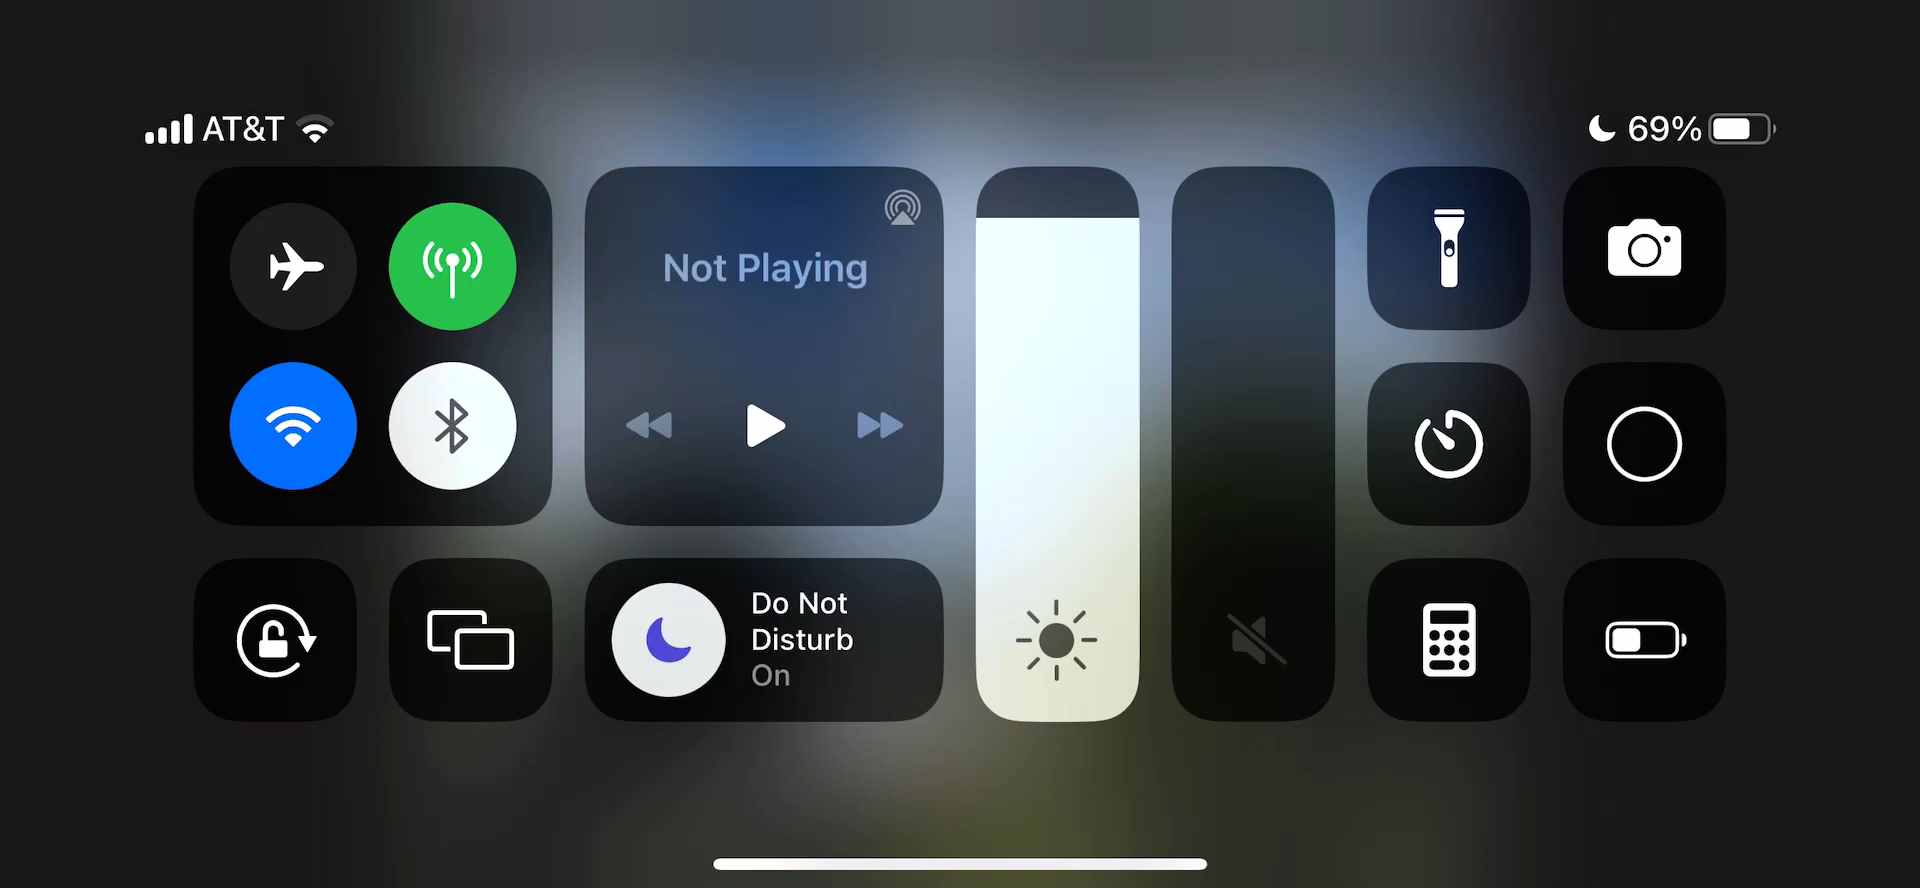 AT&T
69%
Not Playing
Do Not
Disturb
On